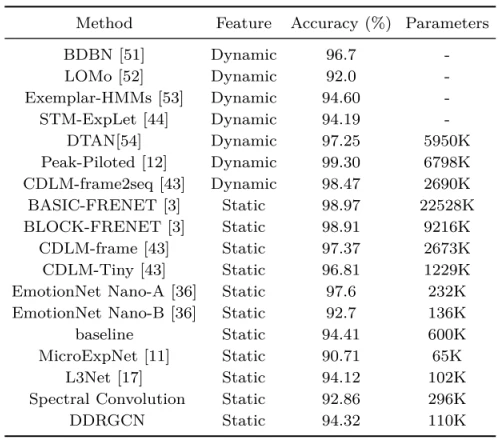 Method Feature Accuracy (%) Parameters
BDBN [51] Dynamic 96.7 -
LOMo [52] Dynamic 92.0 -
Exemplar-HMMs [53] Dynamic 94.60 -
STM-ExpLet [44] Dynamic 94.19 -
DTAN[54] Dynamic 97.25 5950K
Peak-Piloted [12] Dynamic 99.30 6798K
CDLM-frame2seq [43] Dynamic 98.47 2690K
BASIC-FRENET [3] Static 98.97 22528K
BLOCK-FRENET [3] Static 98.91 9216K
CDLM-frame [43] Static 97.37 2673K
CDLM-Tiny [43] Static 96.81 1229K
EmotionNet Nano-A [36] Static 97.6 232K
EmotionNet Nano-B [36] Static 92.7 136K
baseline Static 94.41 600K
MicroExpNet [11] Static 90.71 65K
L3Net [17] Static 94.12 102K
Spectral Convolution Static 92.86 296K
DDRGCN Static 94.32 110K